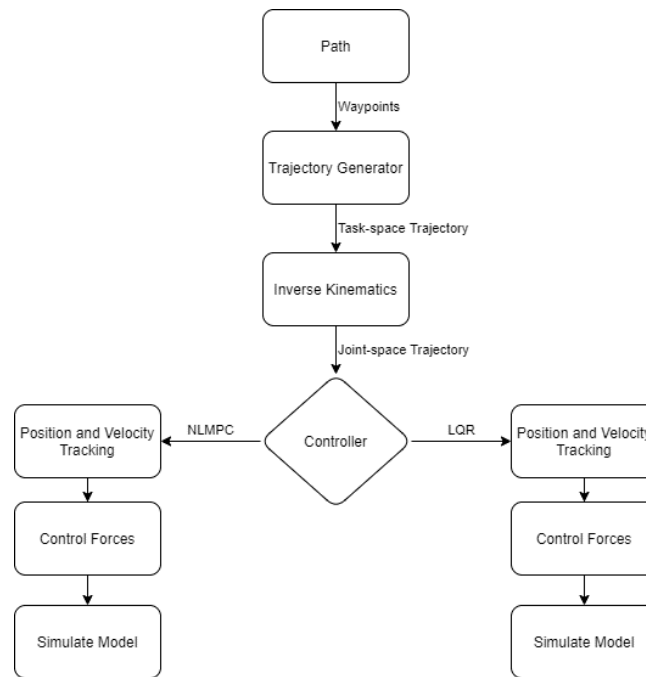 Path
Waypoints
Trajectory Generator
Task-space Trajectory
Inverse Kinematics
Joint-space Trajectory
Position and Velocity
Tracking
NLMPC
Controller
LQR
Position and Velocity
Tracking
Control Forces
Control Forces
Simulate Model
Simulate Model